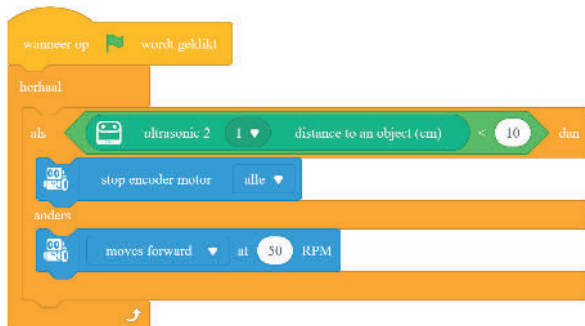 wanneer op wordt geklikt
herhaal
als ultrasonic 2 1 distance to an object (cm) < 10 dan
stop encoder motor alle
anders
moves forward at 50 RPM